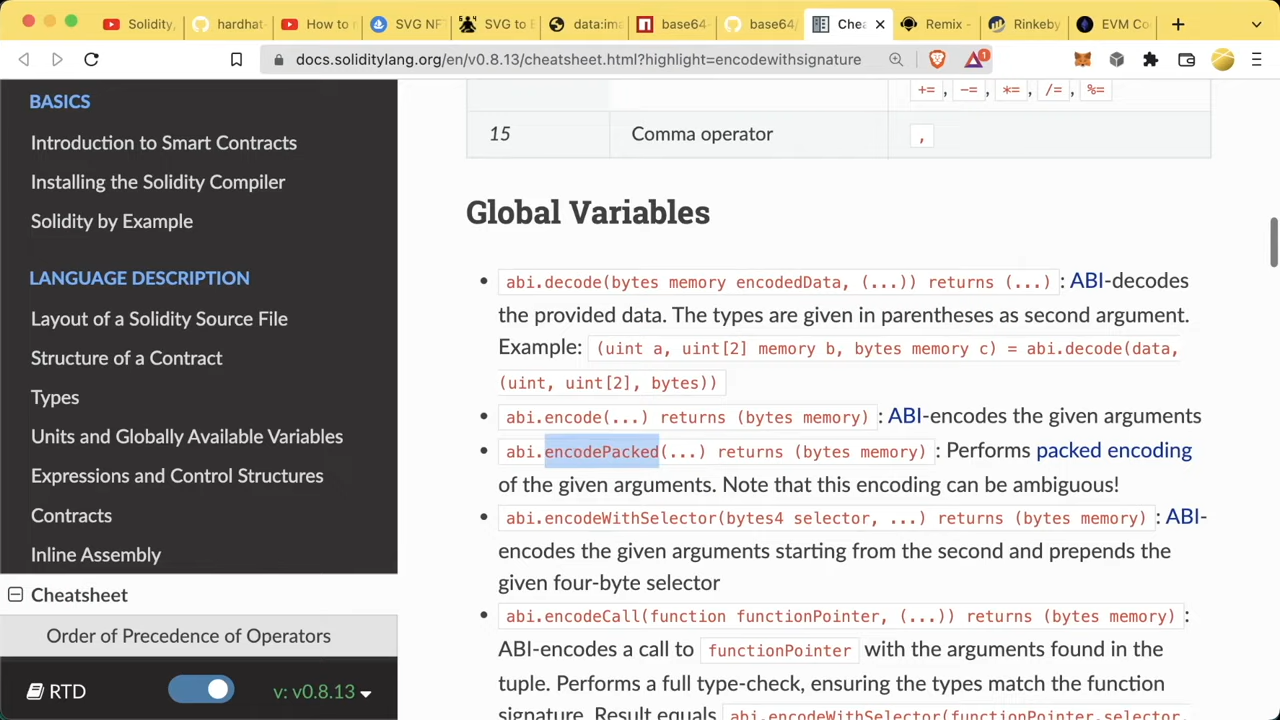 Solidity,
hardhat-
How to
SVG NF
SVG to
data:ima
base64-
base64/
Chea
Remix -
Rinkeby
EVM Co
docs.soliditylang.org/en/v0.8.13/cheatsheet.html?highlight=encodewithsignature
1
BASICS
Introduction to Smart Contracts
Installing the Solidity Compiler
Solidity by Example
LANGUAGE DESCRIPTION
Layout of a Solidity Source File
Structure of a Contract
Types
Units and Globally Available Variables
Expressions and Control Structures
Contracts
Inline Assembly
Cheatsheet
Order of Precedence of Operators
RTD
v: v0.8.13
+=, -=, *=, /=, %=
15 Comma operator ,
Global Variables
abi.decode(bytes memory encodedData, (...)) returns (...) : ABI-decodes
the provided data. The types are given in parentheses as second argument.
Example: (uint a, uint[2] memory b, bytes memory c) = abi.decode(data,
(uint, uint[2], bytes))
abi.encode(...) returns (bytes memory) : ABI-encodes the given arguments
abi.encodePacked(...) returns (bytes memory) : Performs packed encoding
of the given arguments. Note that this encoding can be ambiguous!
abi.encodeWithSelector(bytes4 selector, ...) returns (bytes memory) : ABI-
encodes the given arguments starting from the second and prepends the
given four-byte selector
abi.encodeCall(function functionPointer, (...)) returns (bytes memory) :
ABI-encodes a call to functionPointer with the arguments found in the
tuple. Performs a full type-check, ensuring the types match the function
signature. Result equals abi.encodeWithSelector(functionPointer.selector,